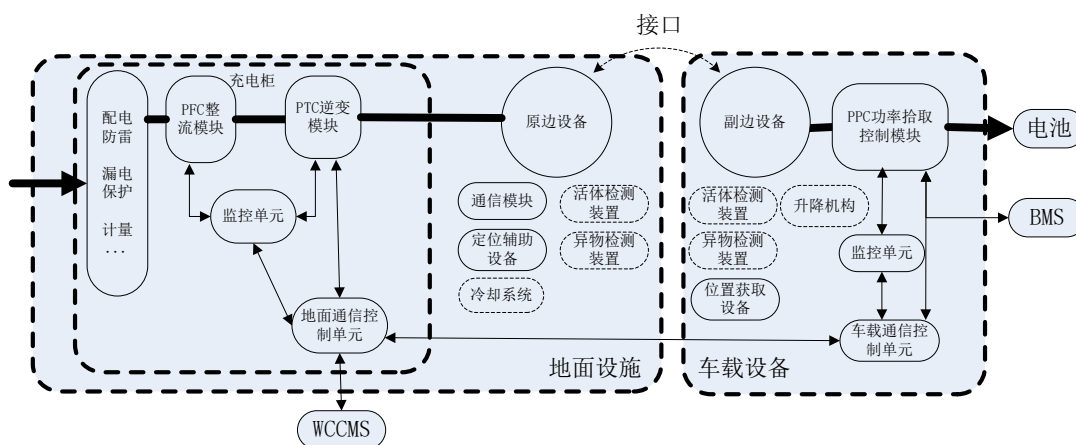 接口
充电柜
配电
防雷
漏电
保护
计量
...
PFC整
流模块
PTC逆变
模块
原边设备
副边设备
PPC功率拾取
控制模块
电池
监控单元
通信模块
活体检测
装置
定位辅助
设备
异物检测
装置
冷却系统
活体检测
装置
升降机构
异物检测
装置
监控单元
位置获取
设备
BMS
地面通信控
制单元
车载通信控
制单元
地面设施
车载设备
WCCMS